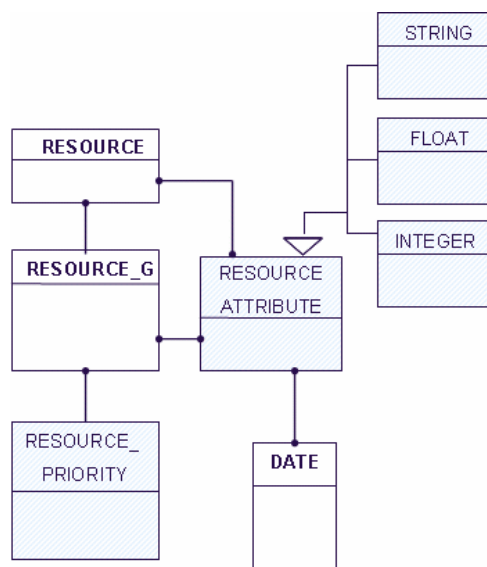 STRING
FLOAT
RESOURCE
INTEGER
RESOURCE_G
RESOURCE
ATTRIBUTE
RESOURCE_
PRIORITY
DATE